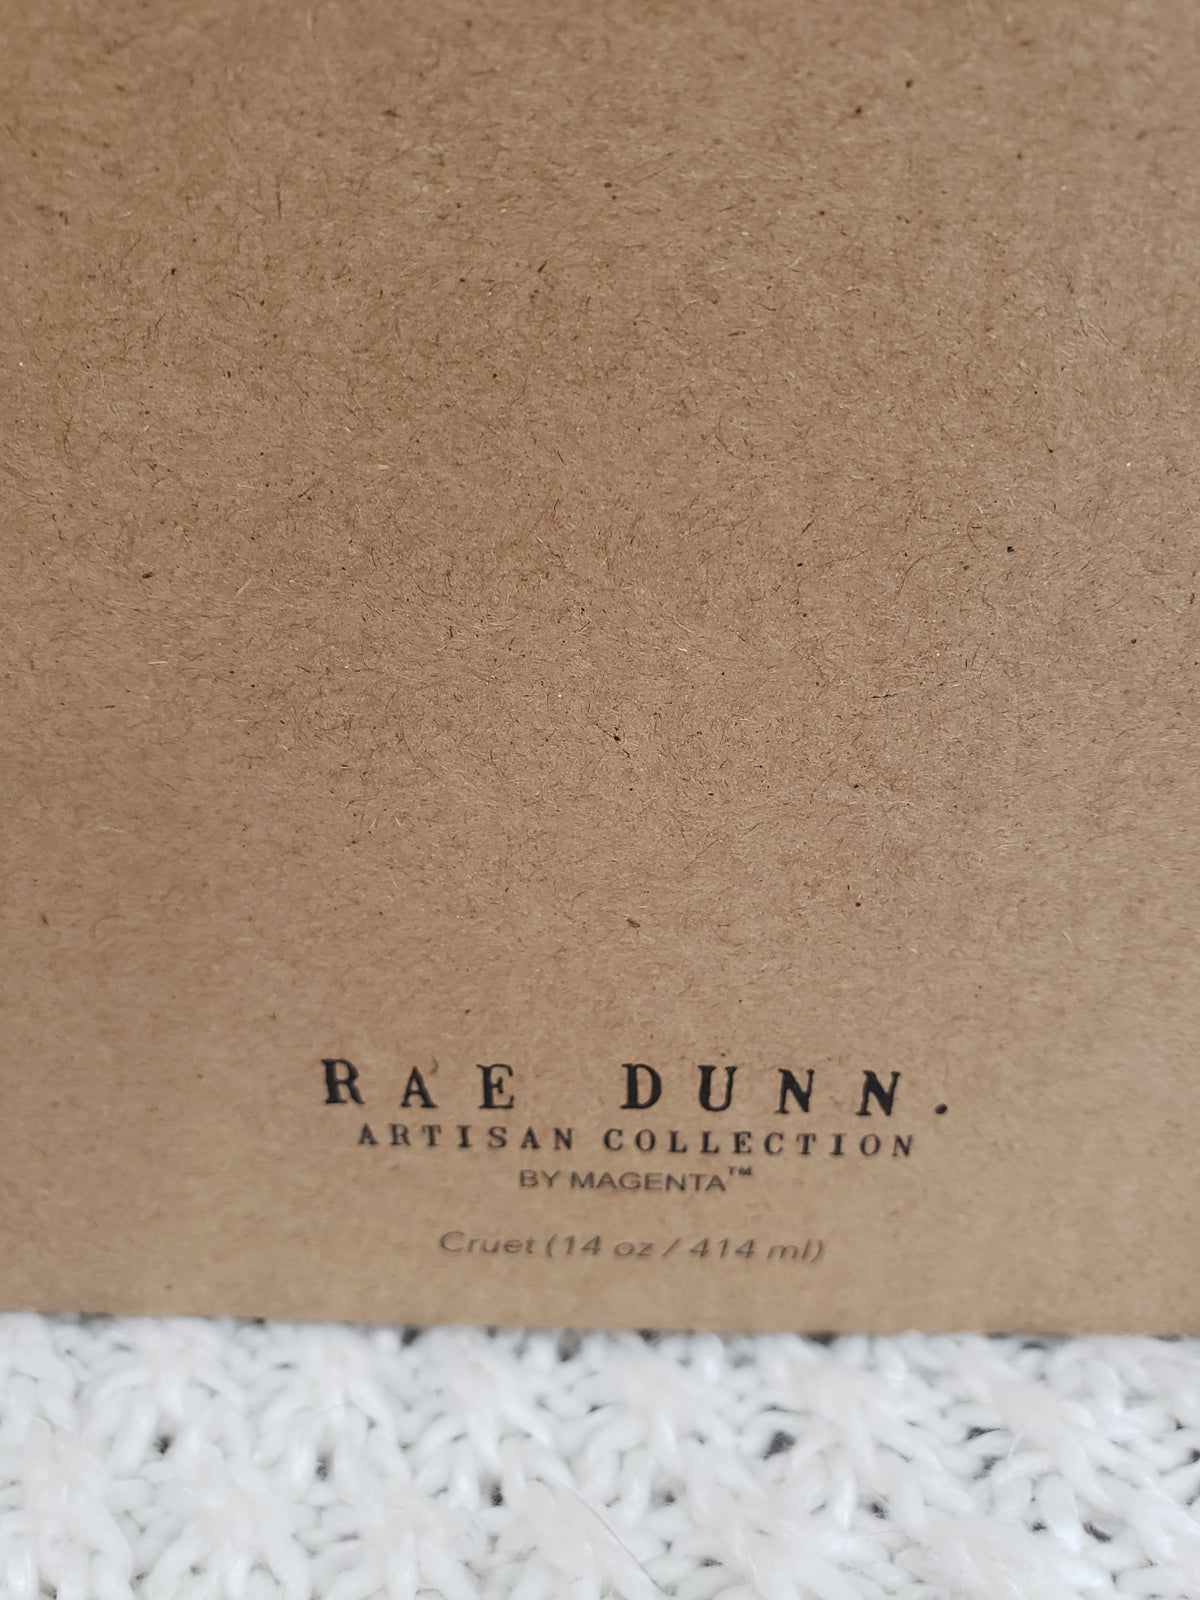 RAE DUNN.
ARTISAN COLLECTION
BY MAGENTA™
Cruet (14 oz / 414 ml)